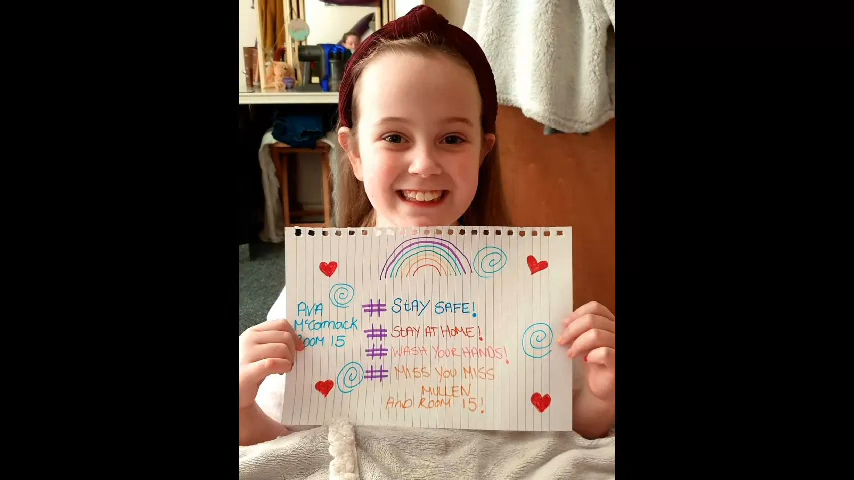 AVA
McCormack
Room 15
# STAY SAFE!
# STAY AT HOME!
# WASH YOUR HANDS!
# MISS YOU MISS
MULLEN
And ROOM 15!